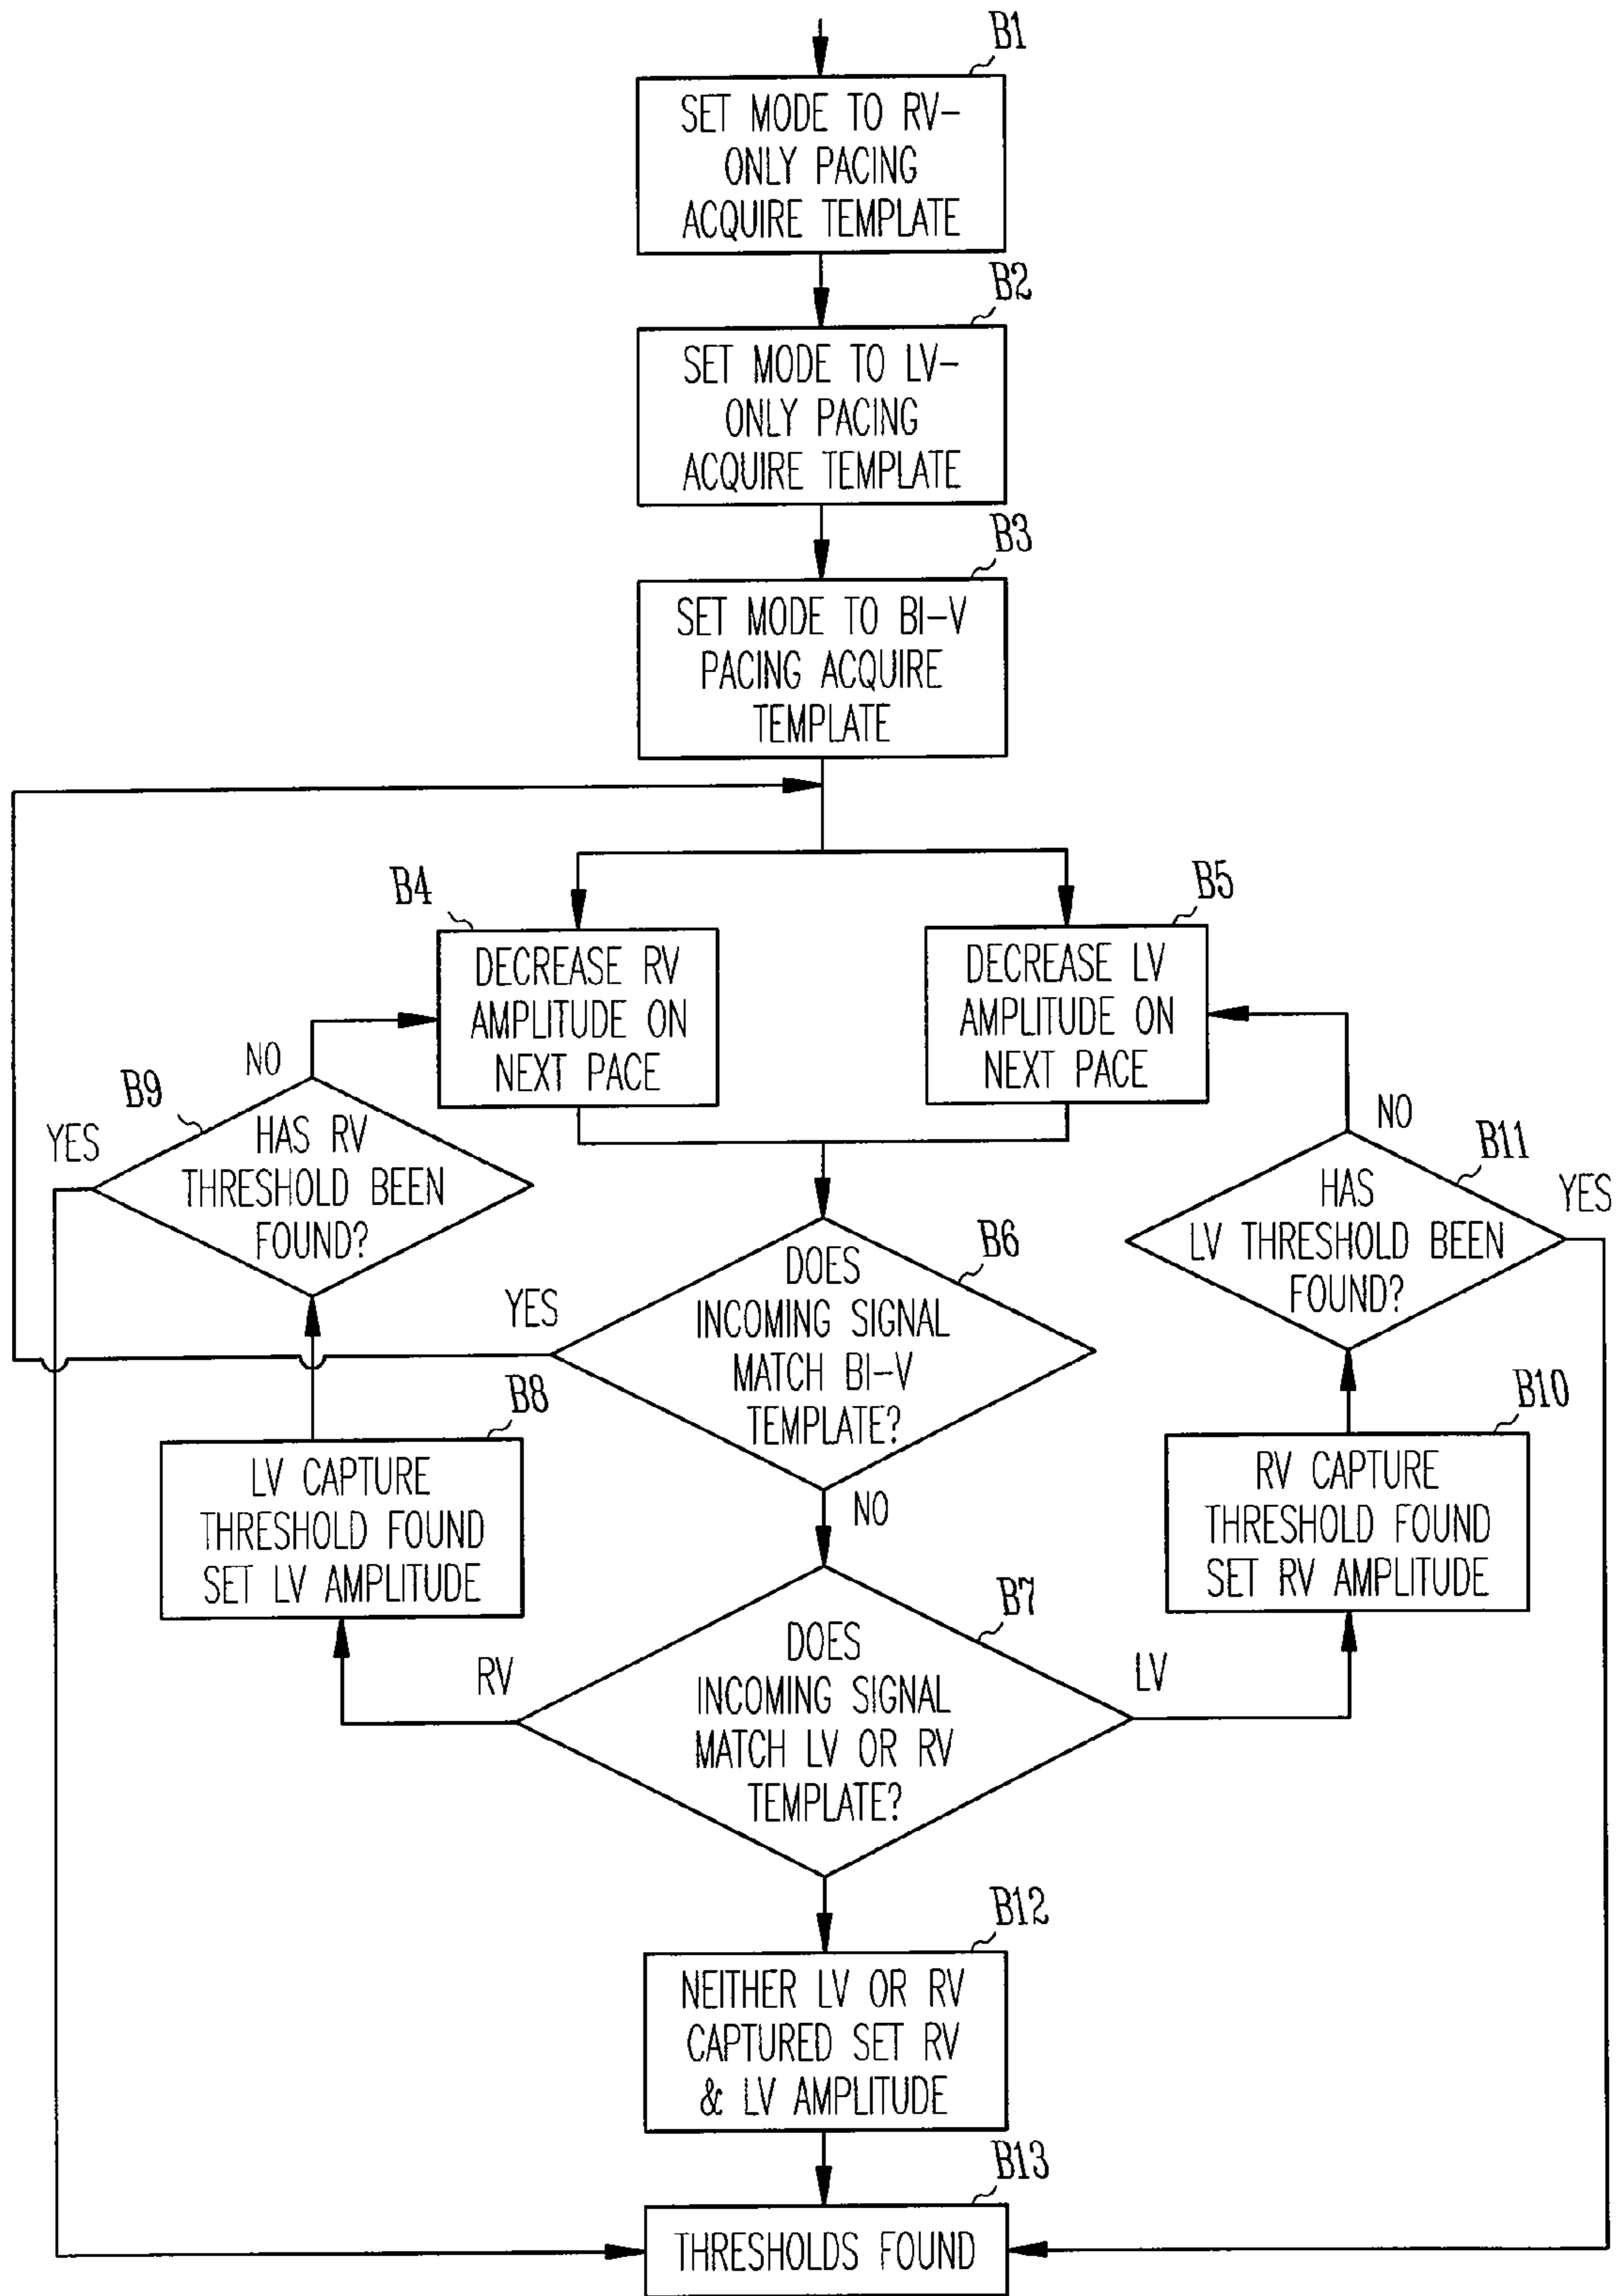 B1
SET MODE TO RV-
ONLY PACING
ACQUIRE TEMPLATE
B2
SET MODE TO LV-
ONLY PACING
ACQUIRE TEMPLATE
B3
SET MODE TO BI-V
PACING ACQUIRE
TEMPLATE
B4
DECREASE RV
AMPLITUDE ON
NEXT PACE
B5
DECREASE LV
AMPLITUDE ON
NEXT PACE
B9
NO
YES
HAS RV
THRESHOLD BEEN
FOUND?
B11
NO
YES
HAS
LV THRESHOLD BEEN
FOUND?
B6
YES
DOES
INCOMING SIGNAL
MATCH BI-V
TEMPLATE?
NO
B8
LV CAPTURE
THRESHOLD FOUND
SET LV AMPLITUDE
B10
RV CAPTURE
THRESHOLD FOUND
SET RV AMPLITUDE
B7
RV
LV
DOES
INCOMING SIGNAL
MATCH LV OR RV
TEMPLATE?
B12
NEITHER LV OR RV
CAPTURED SET RV
& LV AMPLITUDE
B13
THRESHOLDS FOUND